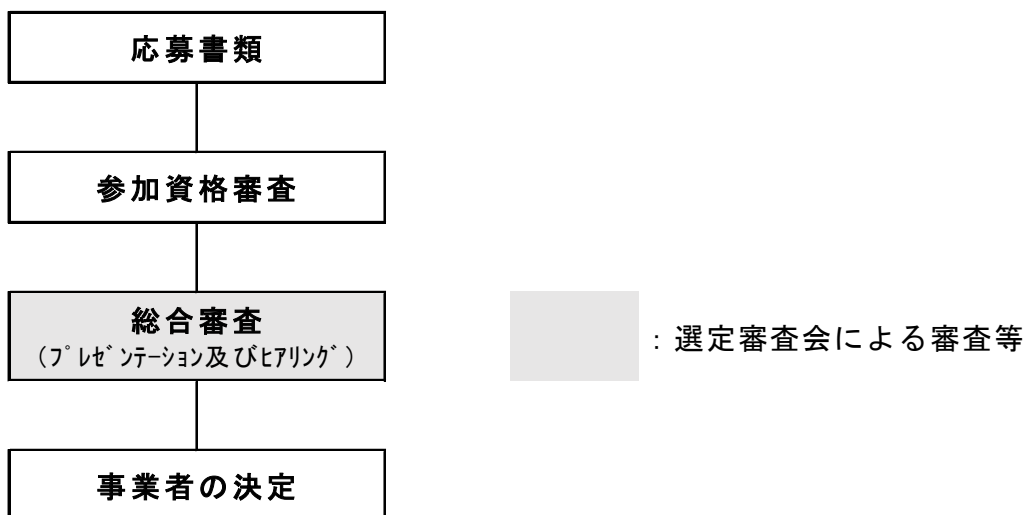 応募書類
参加資格審査
総合審査
（ﾌﾟﾚｾﾞﾝﾃｰｼｮﾝ及びﾋｱﾘﾝｸﾞ）
：選定審査会による審査等
事業者の決定